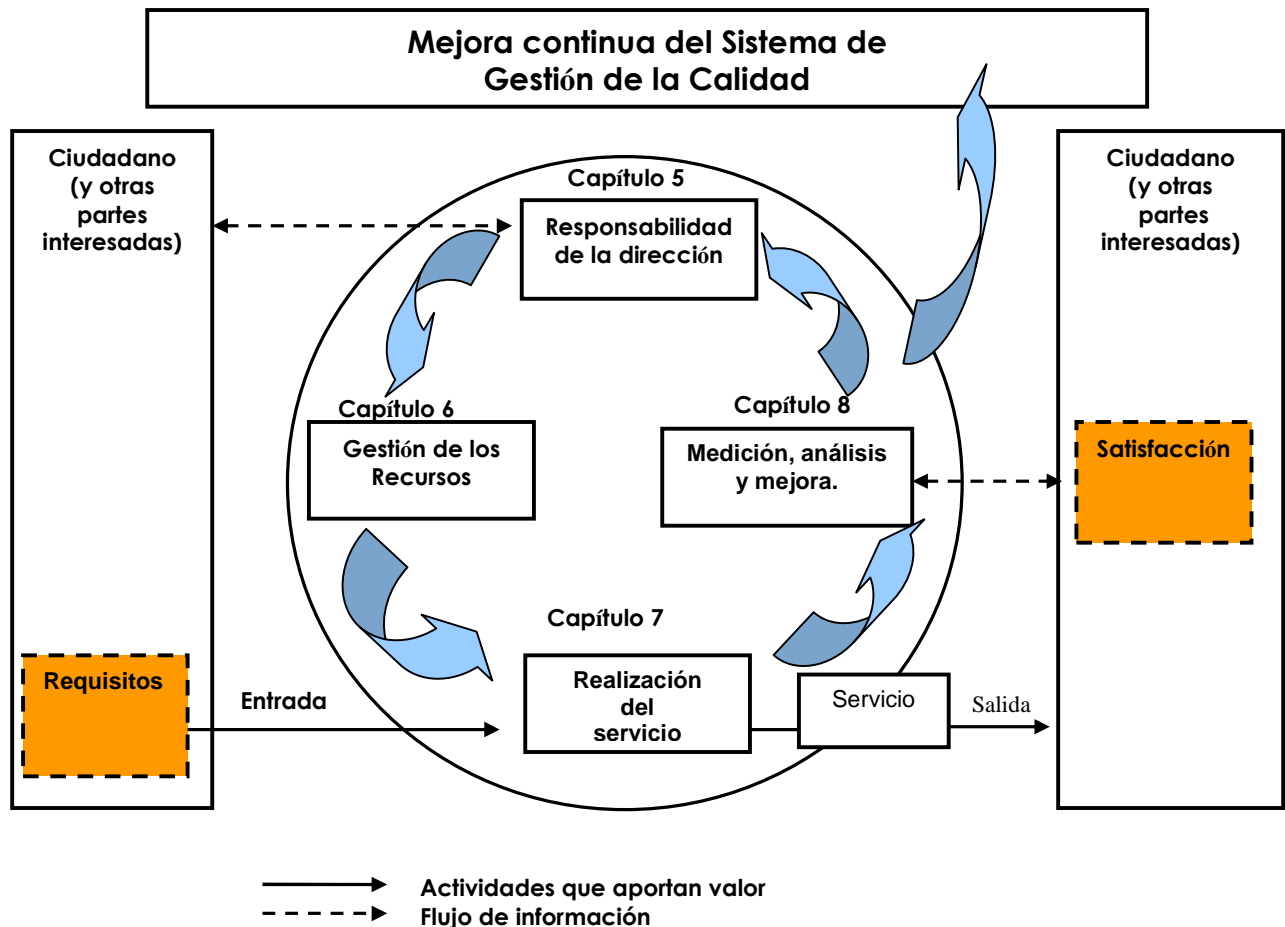 Mejora continua del Sistema de
Gestión de la Calidad
Ciudadano
(y otras
partes
interesadas)
Capítulo 5
Responsabilidad
de la dirección
Ciudadano
(y otras
partes
interesadas)
Capítulo 6
Gestión de los
Recursos
Capítulo 8
Medición, análisis
y mejora.
Satisfacción
Capítulo 7
Realización
del
servicio
Requisitos
Entrada
Servicio
Salida
Actividades que aportan valor
Flujo de información